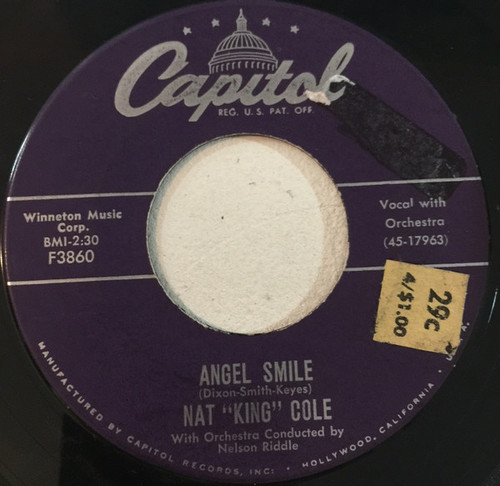 Capitol
REG. U.S. PAT. OFF.
Winneton Music
Corp.
BMI-2:30
F3860
Vocal with
Orchestra
(45-17963)
29c
4/$1.00
ANGEL SMILE
(Dixon-Smith-Keyes)
NAT "KING" COLE
With Orchestra Conducted by
Nelson Riddle
MANUFACTURED BY CAPITOL RECORDS, INC. • HOLLYWOOD, CALIFORNIA
A.